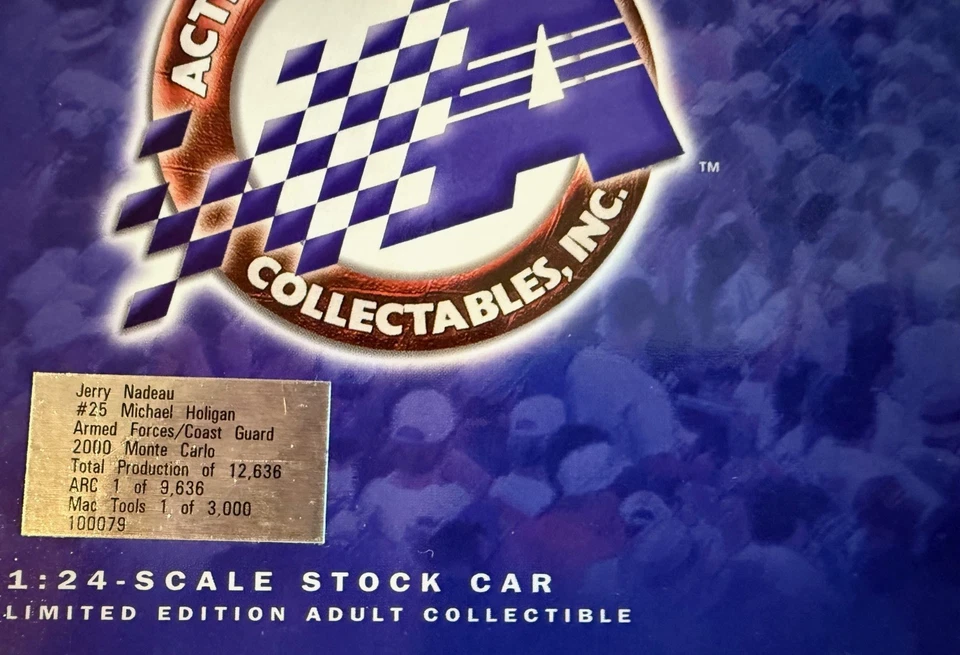 ACTI
COLLECTABLES, INC.
TM
Jerry Nadeau
#25 Michael Holigan
Armed Forces/Coast Guard
2000 Monte Carlo
Total Production of 12,636
ARC 1 of 9,636
Mac Tools 1 of 3,000
100079
1:24-SCALE STOCK CAR
LIMITED EDITION ADULT COLLECTIBLE